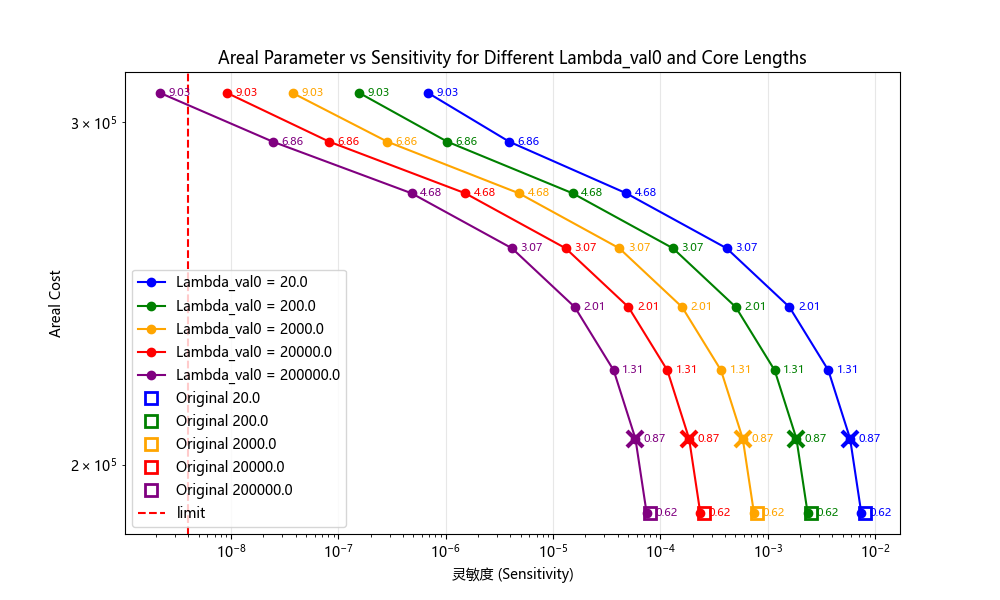 Areal Parameter vs Sensitivity for Different Lambda_val0 and Core Lengths
9.03 9.03 9.03 9.03 9.03
3 × 10⁵
6.86 6.86 6.86 6.86 6.86
4.68 4.68 4.68 4.68 4.68
3.07 3.07 3.07 3.07 3.07
Areal Cost
Lambda_val0 = 20.0
Lambda_val0 = 200.0
Lambda_val0 = 2000.0
Lambda_val0 = 20000.0
Lambda_val0 = 200000.0
Original 20.0
Original 200.0
Original 2000.0
Original 20000.0
Original 200000.0
limit
2.01 2.01 2.01 2.01 2.01
1.31 1.31 1.31 1.31 1.31
0.87 0.87 0.87 0.87 0.87
2 × 10⁵
0.62 0.62 0.62 0.62 0.62
10⁻⁸ 10⁻⁷ 10⁻⁶ 10⁻⁵ 10⁻⁴ 10⁻³ 10⁻²
灵敏度 (Sensitivity)